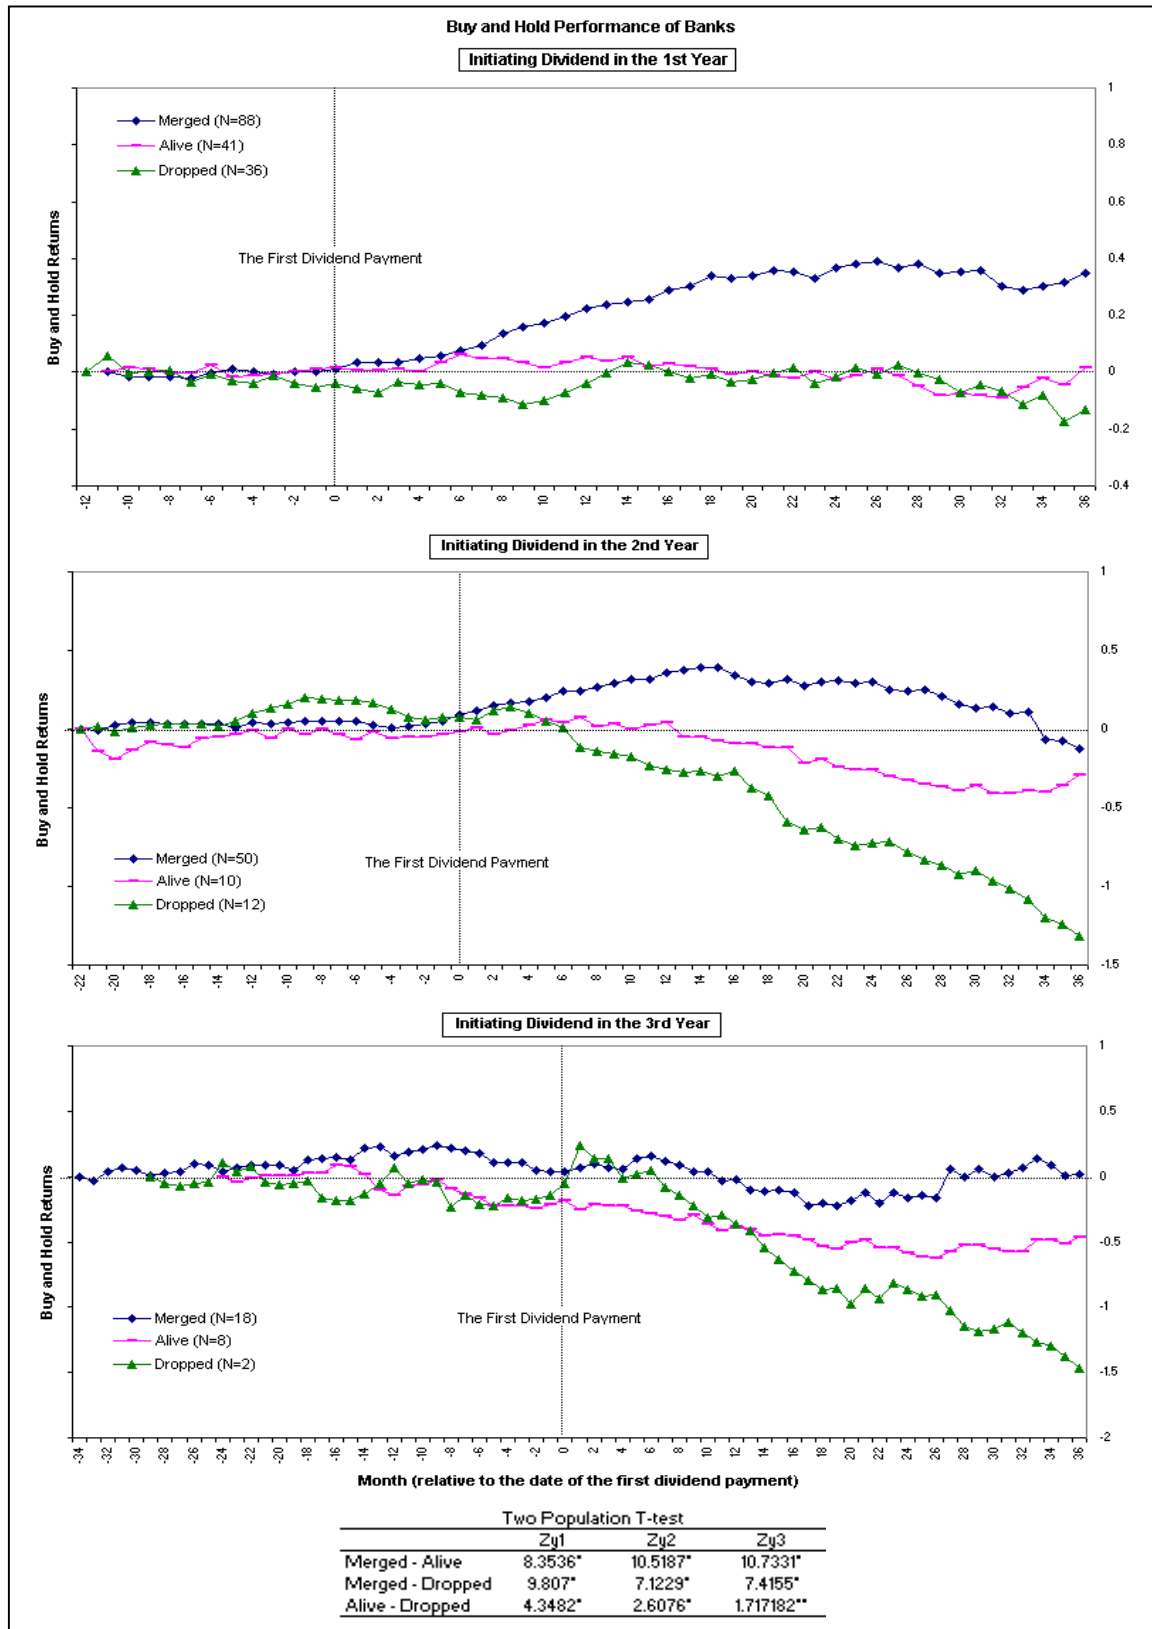 Buy and Hold Performance of Banks
Initiating Dividend in the 1st Year
Merged (N=88)
Alive (N=41)
Dropped (N=36)
The First Dividend Payment
Buy and Hold Returns
1
0.8
0.6
0.4
0.2
0
-0.2
-0.4
-12 -10 -8 -6 -4 -2 0 2 4 6 8 10 12 14 16 18 20 22 24 26 28 30 32 34 36
Initiating Dividend in the 2nd Year
Merged (N=50)
Alive (N=10)
Dropped (N=12)
The First Dividend Payment
Buy and Hold Returns
1
0.5
0
-0.5
-1
-1.5
-22 -20 -18 -16 -14 -12 -10 -8 -6 -4 -2 0 2 4 6 8 10 12 14 16 18 20 22 24 26 28 30 32 34 36
Initiating Dividend in the 3rd Year
Merged (N=18)
Alive (N=8)
Dropped (N=2)
The First Dividend Payment
Buy and Hold Returns
1
0.5
0
-0.5
-1
-1.5
-2
-34 -32 -30 -28 -26 -24 -22 -20 -18 -16 -14 -12 -10 -8 -6 -4 -2 0 2 4 6 8 10 12 14 16 18 20 22 24 26 28 30 32 34 36
Month (relative to the date of the first dividend payment)
Two Population T-test
Zy1 Zy2 Zy3
Merged - Alive 8.3536* 10.5187* 10.7331*
Merged - Dropped 9.807* 7.1229* 7.4155*
Alive - Dropped 4.3482* 2.6076* 1.717182**